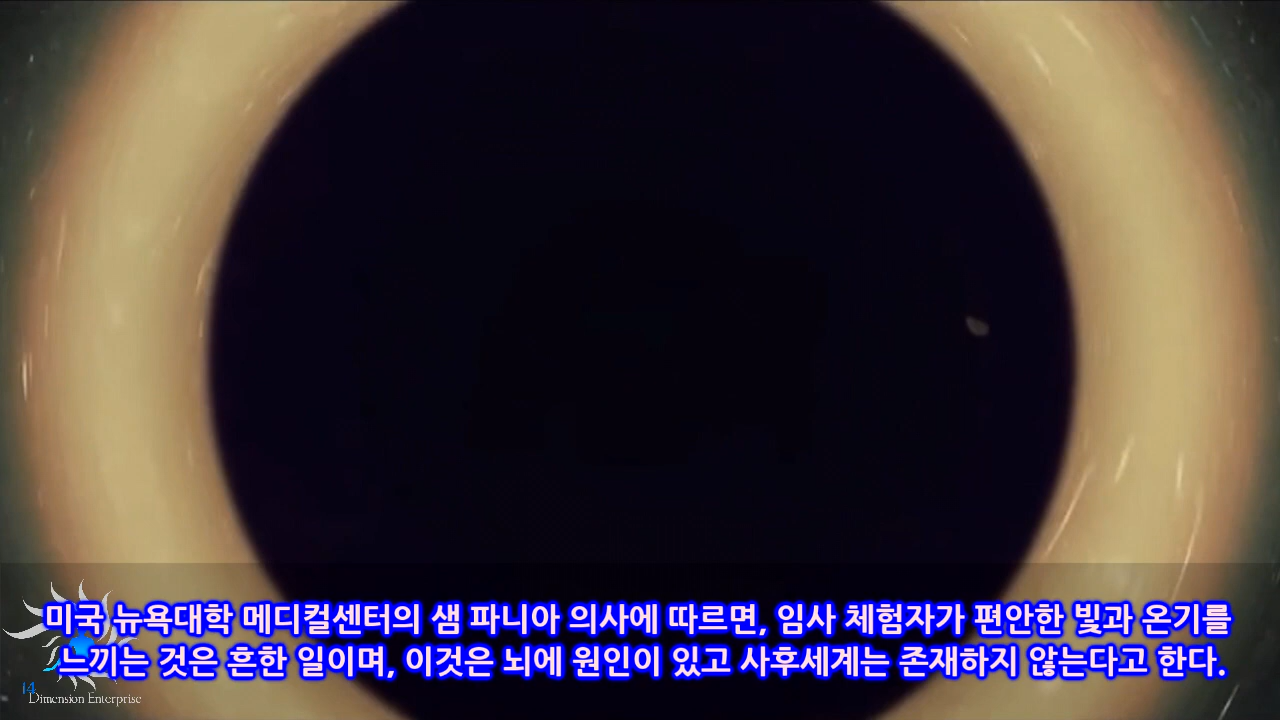 미국 뉴욕대학 메디컬센터의 샘 파니아 의사에 따르면, 임사 체험자가 편안한 빛과 온기를
느끼는 것은 흔한 일이며, 이것은 뇌에 원인이 있고 사후세계는 존재하지 않는다고 한다.
14
Dimension Enterprise